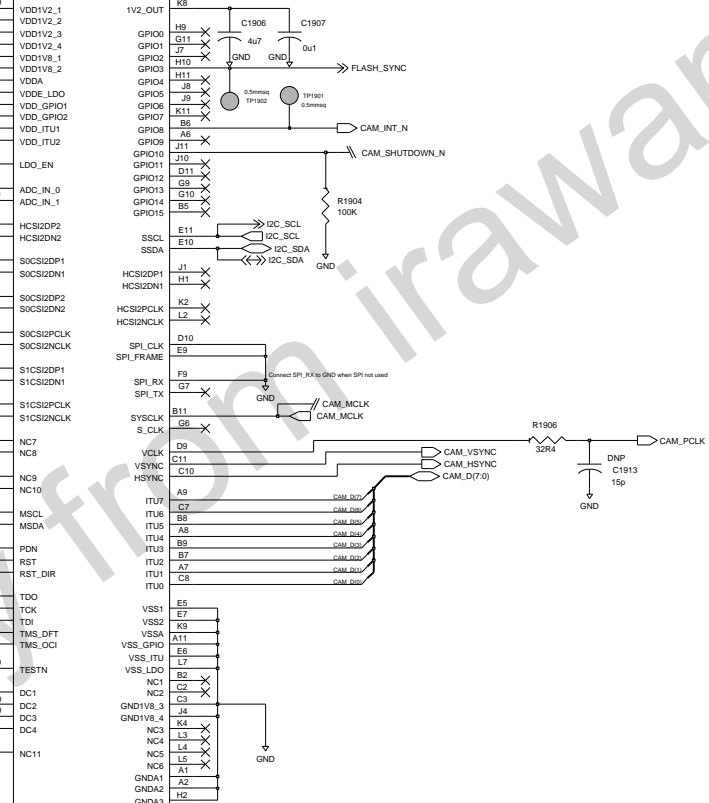 VDD1V2_1
VDD1V2_2
VDD1V2_3
VDD1V2_4
VDD1V8_1
VDD1V8_2
VDDA
VDDE_LDO
VDD_GPIO1
VDD_GPIO2
VDD_ITU1
VDD_ITU2
LDO_EN
ADC_IN_0
ADC_IN_1
HCSI2DP2
HCSI2DN2
S0CSI2DP1
S0CSI2DN1
S0CSI2DP2
S0CSI2DN2
S0CSI2PCLK
S0CSI2NCLK
S1CSI2DP1
S1CSI2DN1
S1CSI2PCLK
S1CSI2NCLK
NC7
NC8
NC9
NC10
MSCL
MSDA
PDN
RST
RST_DIR
TDO
TCK
TDI
TMS_DFT
TMS_OCI
TESTN
DC1
DC2
DC3
DC4
NC11
1V2_OUT K8
GPIO0 H9
GPIO1 G11
GPIO2 J7
GPIO3 H10
GPIO4 H11
GPIO5 J8
GPIO6 J9
GPIO7 K11
GPIO8 B6
GPIO9 A6
GPIO10 J11
GPIO11 J10
GPIO12 D11
GPIO13 G9
GPIO14 G10
GPIO15 B5
SSCL E11
SSDA E10
HCSI2DP1 J1
HCSI2DN1 H1
HCSI2PCLK K2
HCSI2NCLK L2
SPI_CLK D10
SPI_FRAME E9
SPI_RX F9
SPI_TX G7
SYSCLK B11
S_CLK G6
VCLK D9
VSYNC C11
HSYNC C10
ITU7 A9
ITU6 C7
ITU5 B8
ITU4 A8
ITU3 B9
ITU2 B7
ITU1 A7
ITU0 C8
VSS1 E5
VSS2 E7
VSSA K9
VSS_GPIO A11
VSS_ITU E6
VSS_LDO L7
NC1 B2
NC2 C2
GND1V8_3 C3
GND1V8_4 J4
NC3 K4
NC4 L3
NC5 L4
NC6 L5
GNDA1 A1
GNDA2 A2
GNDA3 H2
C1906
4u7
GND
C1907
0u1
GND
FLASH_SYNC
0.5mmsq
TP1902
TP1901
0.5mmsq
CAM_INT_N
CAM_SHUTDOWN_N
R1904
100K
GND
I2C_SCL
I2C_SCL
I2C_SDA
I2C_SDA
Connect SPI_RX to GND when SPI not used
GND
CAM_MCLK
CAM_MCLK
R1906
32R4
CAM_PCLK
DNP
C1913
15p
GND
CAM_VSYNC
CAM_HSYNC
CAM_D(7:0)
CAM_D(7)
CAM_D(6)
CAM_D(5)
CAM_D(4)
CAM_D(3)
CAM_D(2)
CAM_D(1)
CAM_D(0)
GND
y from irawa